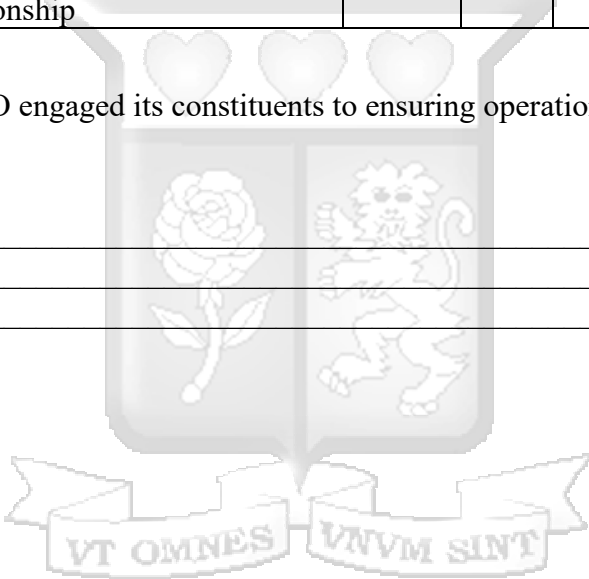 onship
O engaged its constituents to ensuring operatio
VT OMNES VNVM SINT